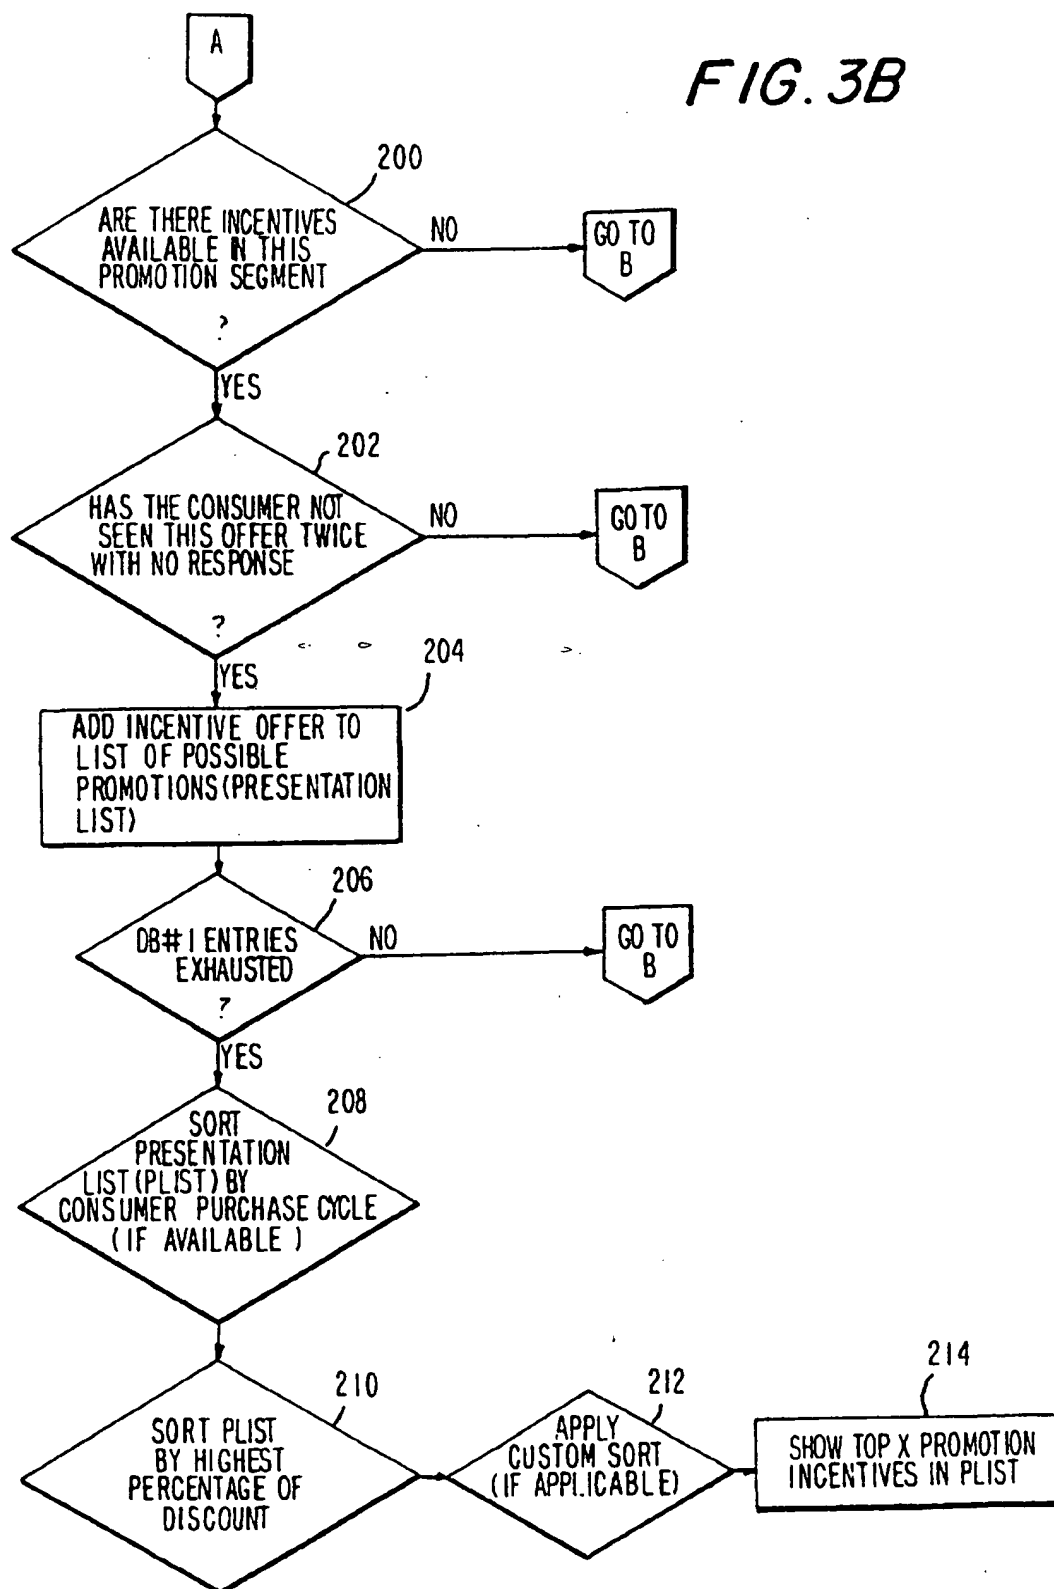 A
FIG. 3B
200
ARE THERE INCENTIVES
AVAILABLE IN THIS
PROMOTION SEGMENT
?
NO
GO TO
B
YES
202
HAS THE CONSUMER NOT
SEEN THIS OFFER TWICE
WITH NO RESPONSE
?
NO
GO TO
B
YES
204
ADD INCENTIVE OFFER TO
LIST OF POSSIBLE
PROMOTIONS (PRESENTATION
LIST)
206
DB#1 ENTRIES
EXHAUSTED
?
NO
GO TO
B
YES
208
SORT
PRESENTATION
LIST (PLIST) BY
CONSUMER PURCHASE CYCLE
(IF AVAILABLE)
210
SORT PLIST
BY HIGHEST
PERCENTAGE OF
DISCOUNT
212
APPLY
CUSTOM SORT
(IF APPLICABLE)
214
SHOW TOP X PROMOTION
INCENTIVES IN PLIST